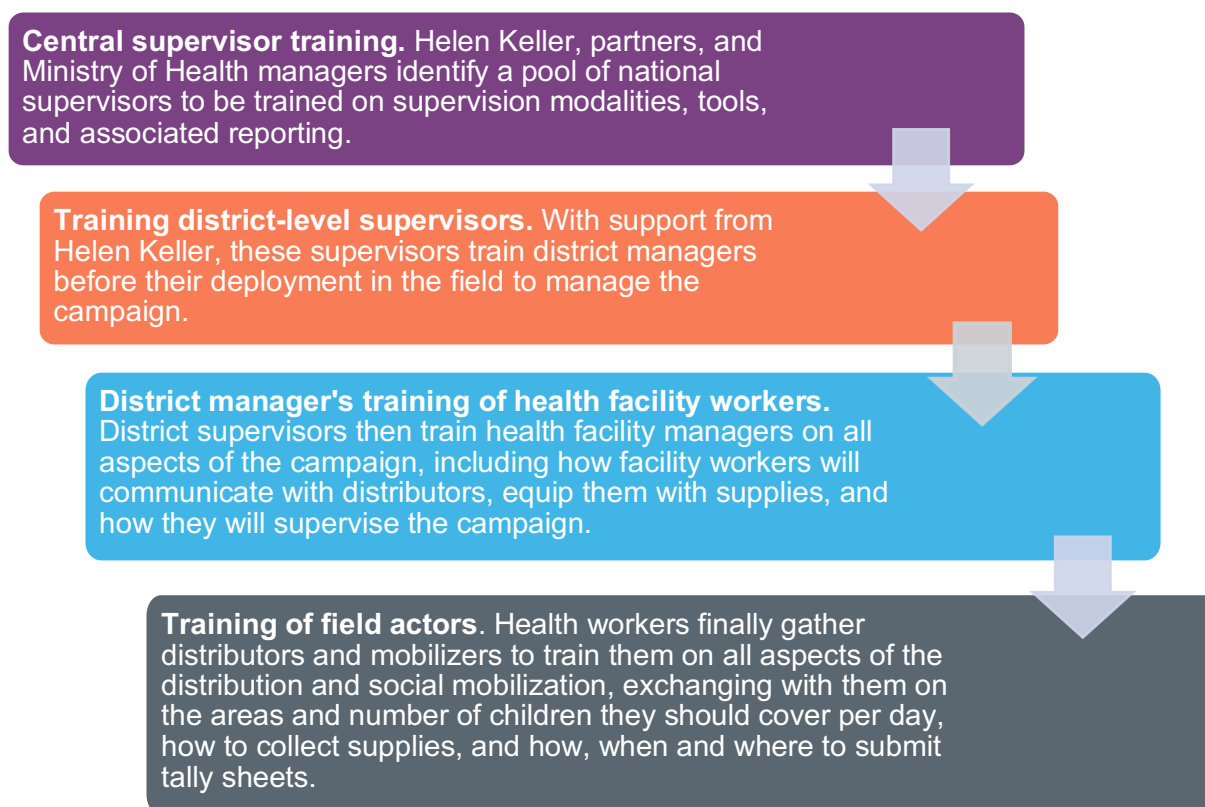 Central supervisor training. Helen Keller, partners, and
Ministry of Health managers identify a pool of national
supervisors to be trained on supervision modalities, tools,
and associated reporting.
Training district-level supervisors. With support from
Helen Keller, these supervisors train district managers
before their deployment in the field to manage the
campaign.
District manager's training of health facility workers.
District supervisors then train health facility managers on all
aspects of the campaign, including how facility workers will
communicate with distributors, equip them with supplies, and
how they will supervise the campaign.
Training of field actors. Health workers finally gather
distributors and mobilizers to train them on all aspects of the
distribution and social mobilization, exchanging with them on
the areas and number of children they should cover per day,
how to collect supplies, and how, when and where to submit
tally sheets.